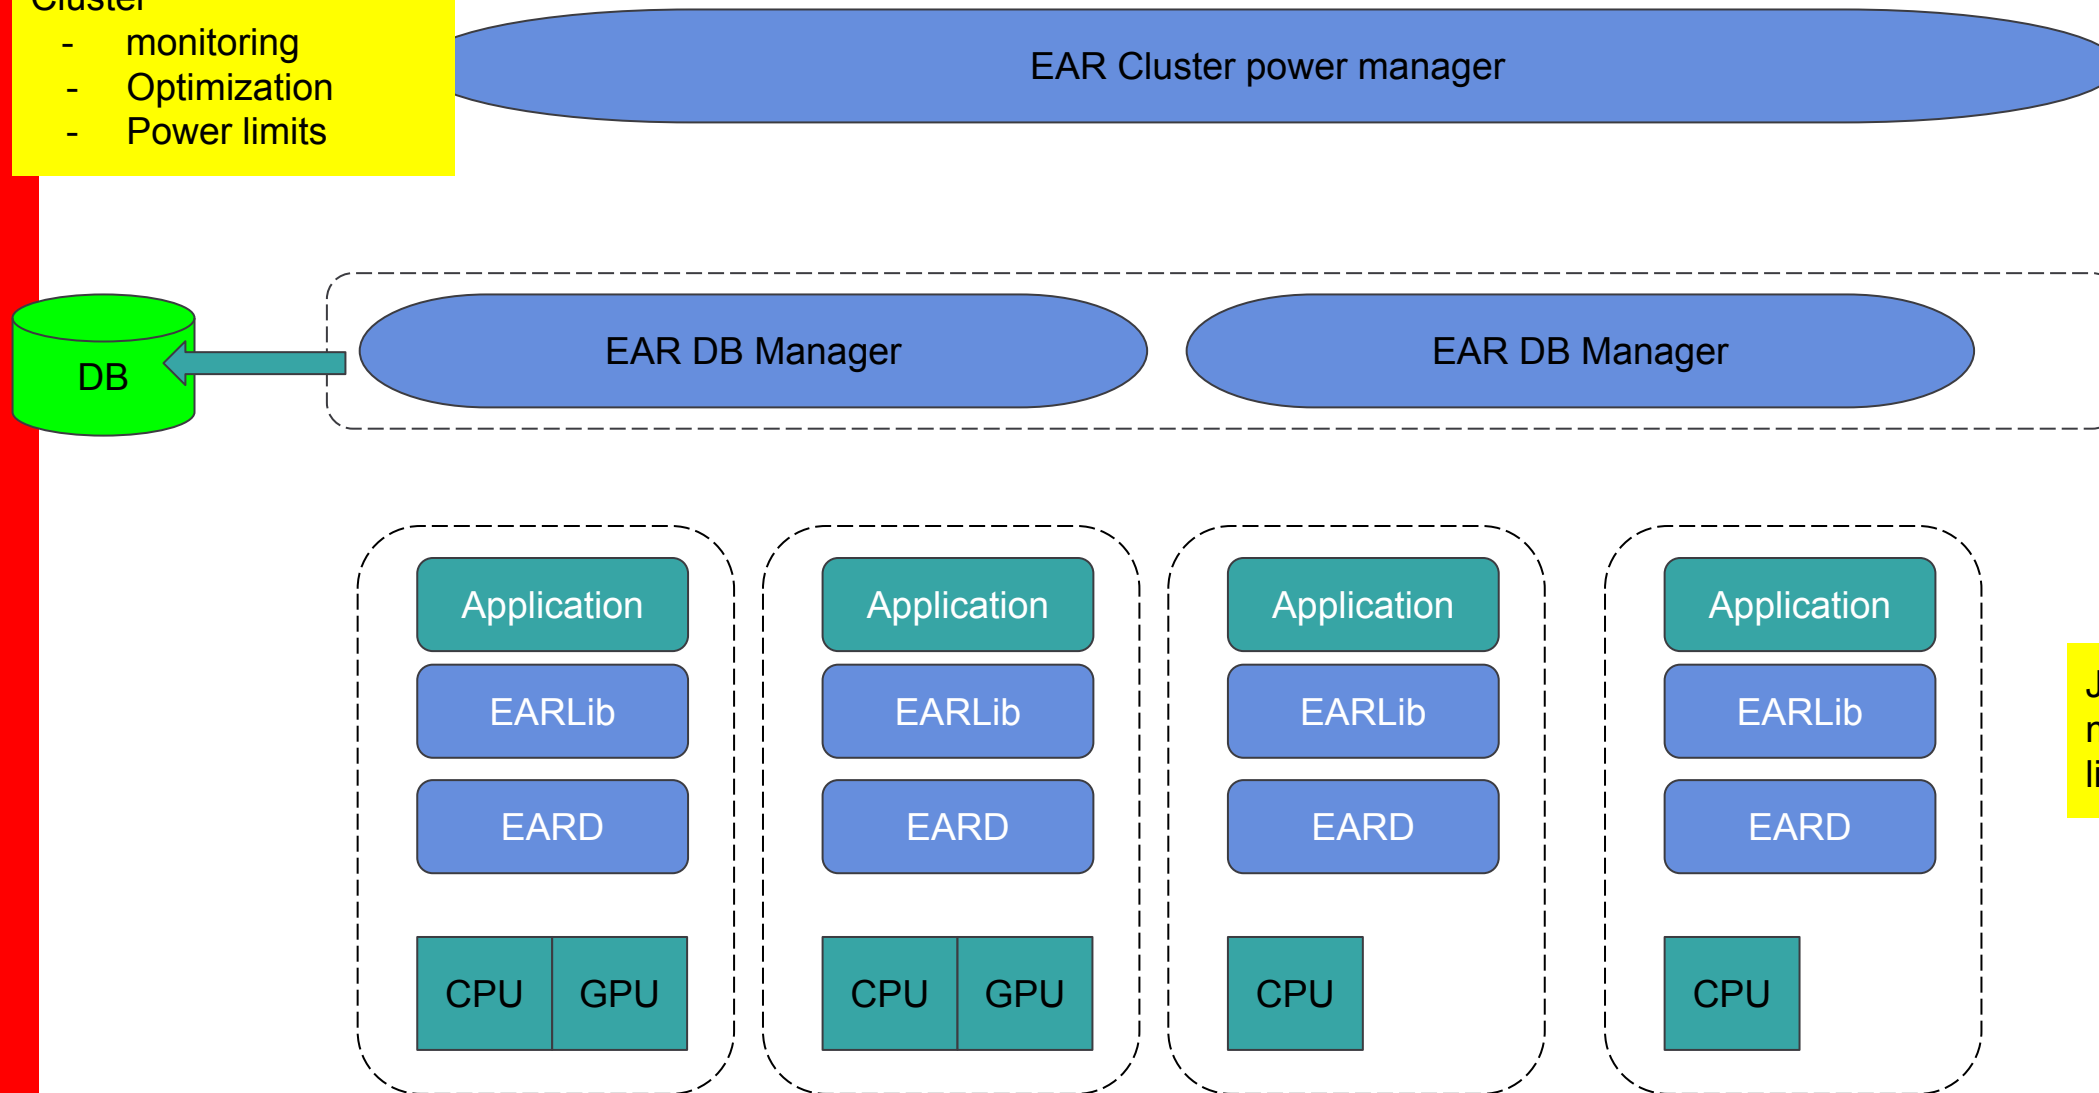 Cluster
- monitoring
- Optimization
- Power limits
EAR Cluster power manager
DB
EAR DB Manager
EAR DB Manager
Application
Application
Application
Application
EARLib
EARLib
EARLib
EARLib
EARD
EARD
EARD
EARD
CPU
GPU
CPU
GPU
CPU
CPU